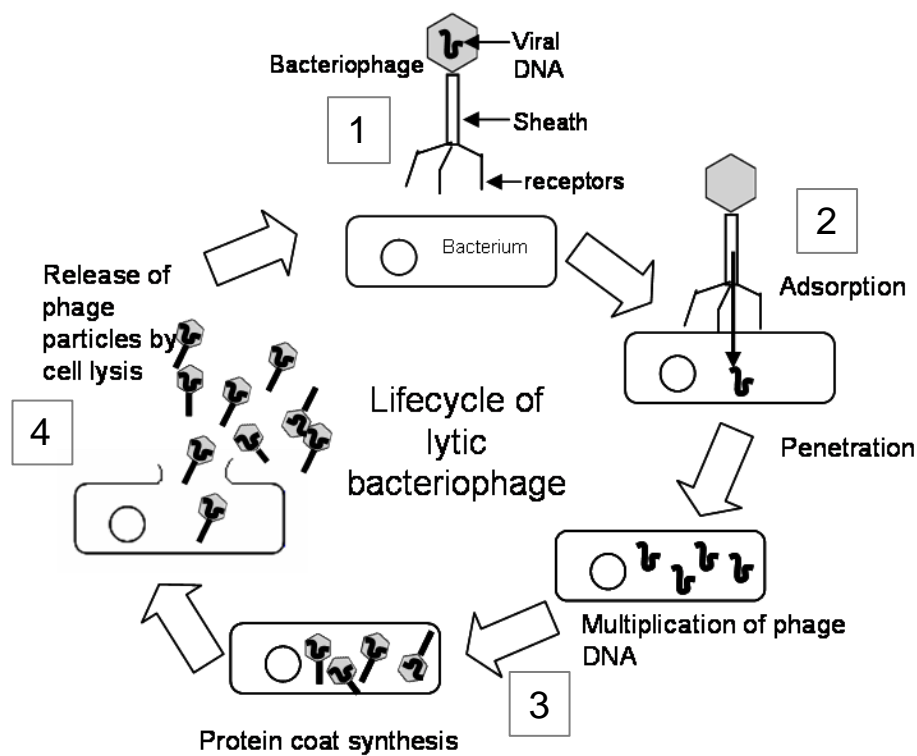 Bacteriophage
Viral
DNA
1
Sheath
receptors
Bacterium
2
Adsorption
Penetration
Multiplication of phage
DNA
3
Protein coat synthesis
4
Release of
phage
particles by
cell lysis
Lifecycle of
lytic
bacteriophage